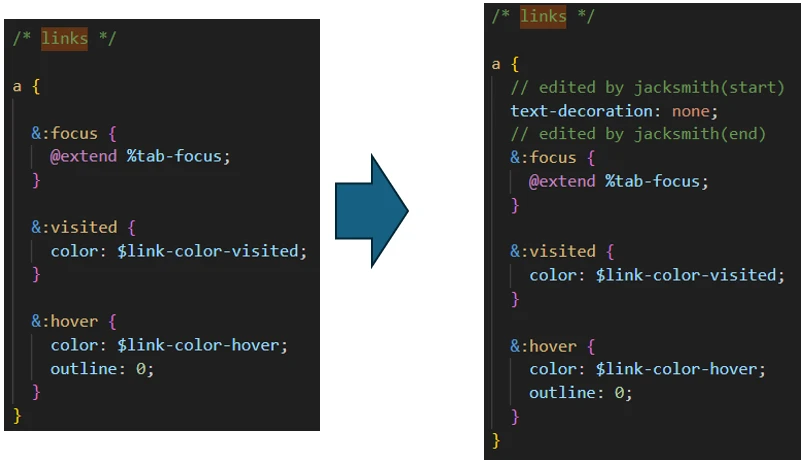 /* links */
a {
&:focus {
@extend %tab-focus;
}
&:visited {
color: $link-color-visited;
}
&:hover {
color: $link-color-hover;
outline: 0;
}
}
/* links */
a {
// edited by jacksmith(start)
text-decoration: none;
// edited by jacksmith(end)
&:focus {
@extend %tab-focus;
}
&:visited {
color: $link-color-visited;
}
&:hover {
color: $link-color-hover;
outline: 0;
}
}